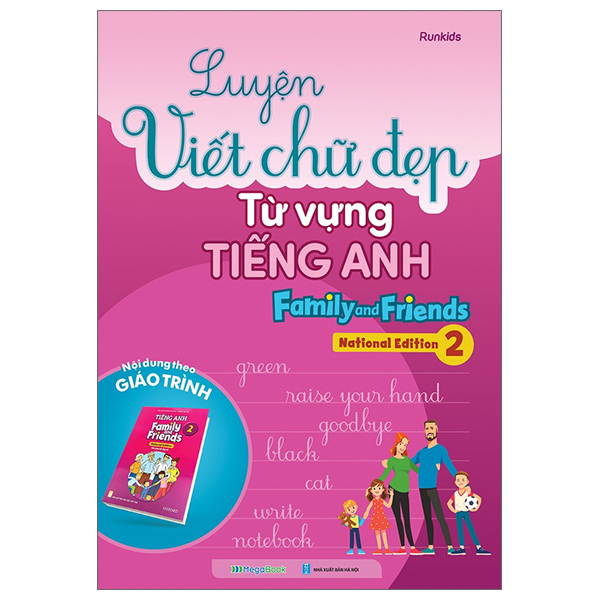 Runkids
Luyện
Viết chữ đẹp
Từ vựng
TIẾNG ANH
Family and Friends
National Edition 2
Nội dung theo
GIÁO TRÌNH
TIẾNG ANH
Family and
Friends
2
OXFORD
green
raise your hand
goodbye
black
cat
write
notebook
MegaBook
NHÀ XUẤT BẢN HÀ NỘI